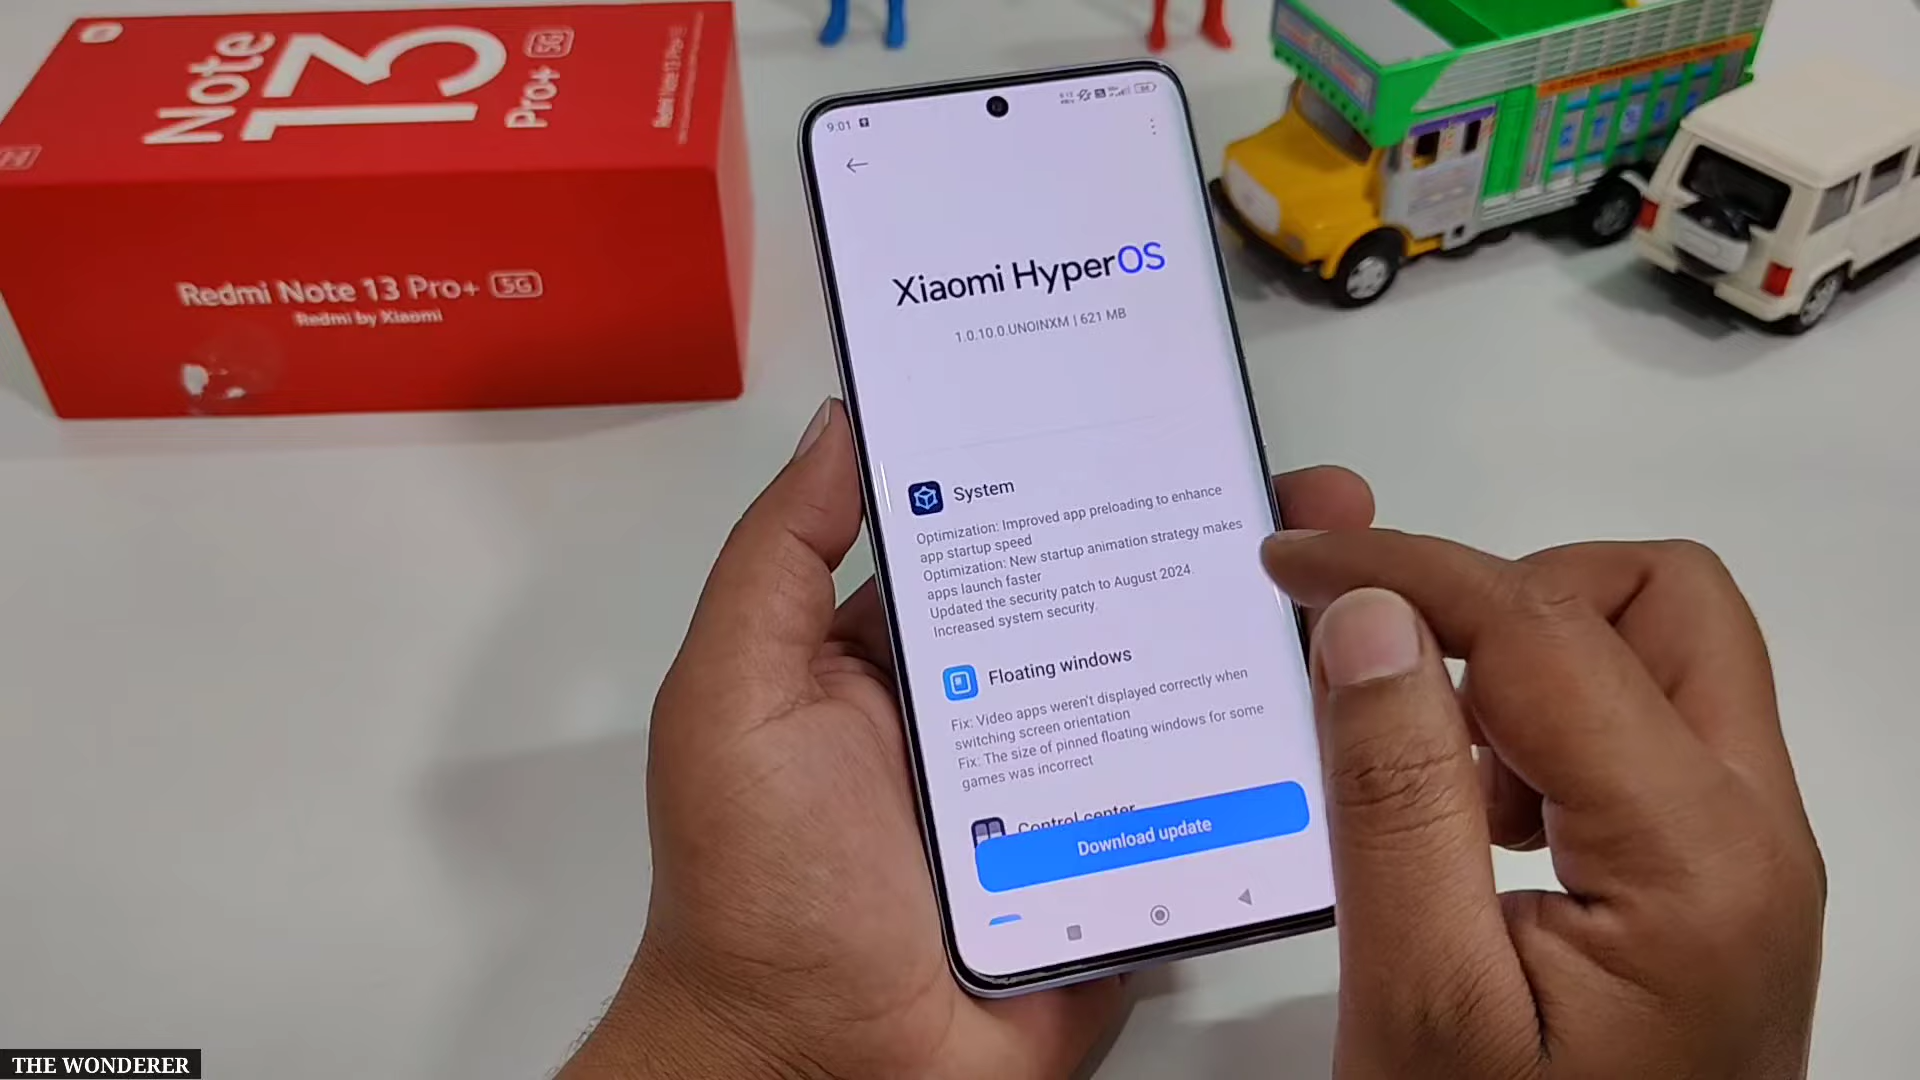 Note
13
Pro+ 5G
Redmi Note 13 Pro+ 5G
Redmi by Xiaomi
9:01
Xiaomi HyperOS
1.0.10.0.UNOINXM | 621 MB
System
Optimization: Improved app preloading to enhance
app startup speed
Optimization: New startup animation strategy makes
apps launch faster
Updated the security patch to August 2024.
Increased system security.
Floating windows
Fix: Video apps weren't displayed correctly when
switching screen orientation
Fix: The size of pinned floating windows for some
games was incorrect
Control center
Download update
THE WONDERER